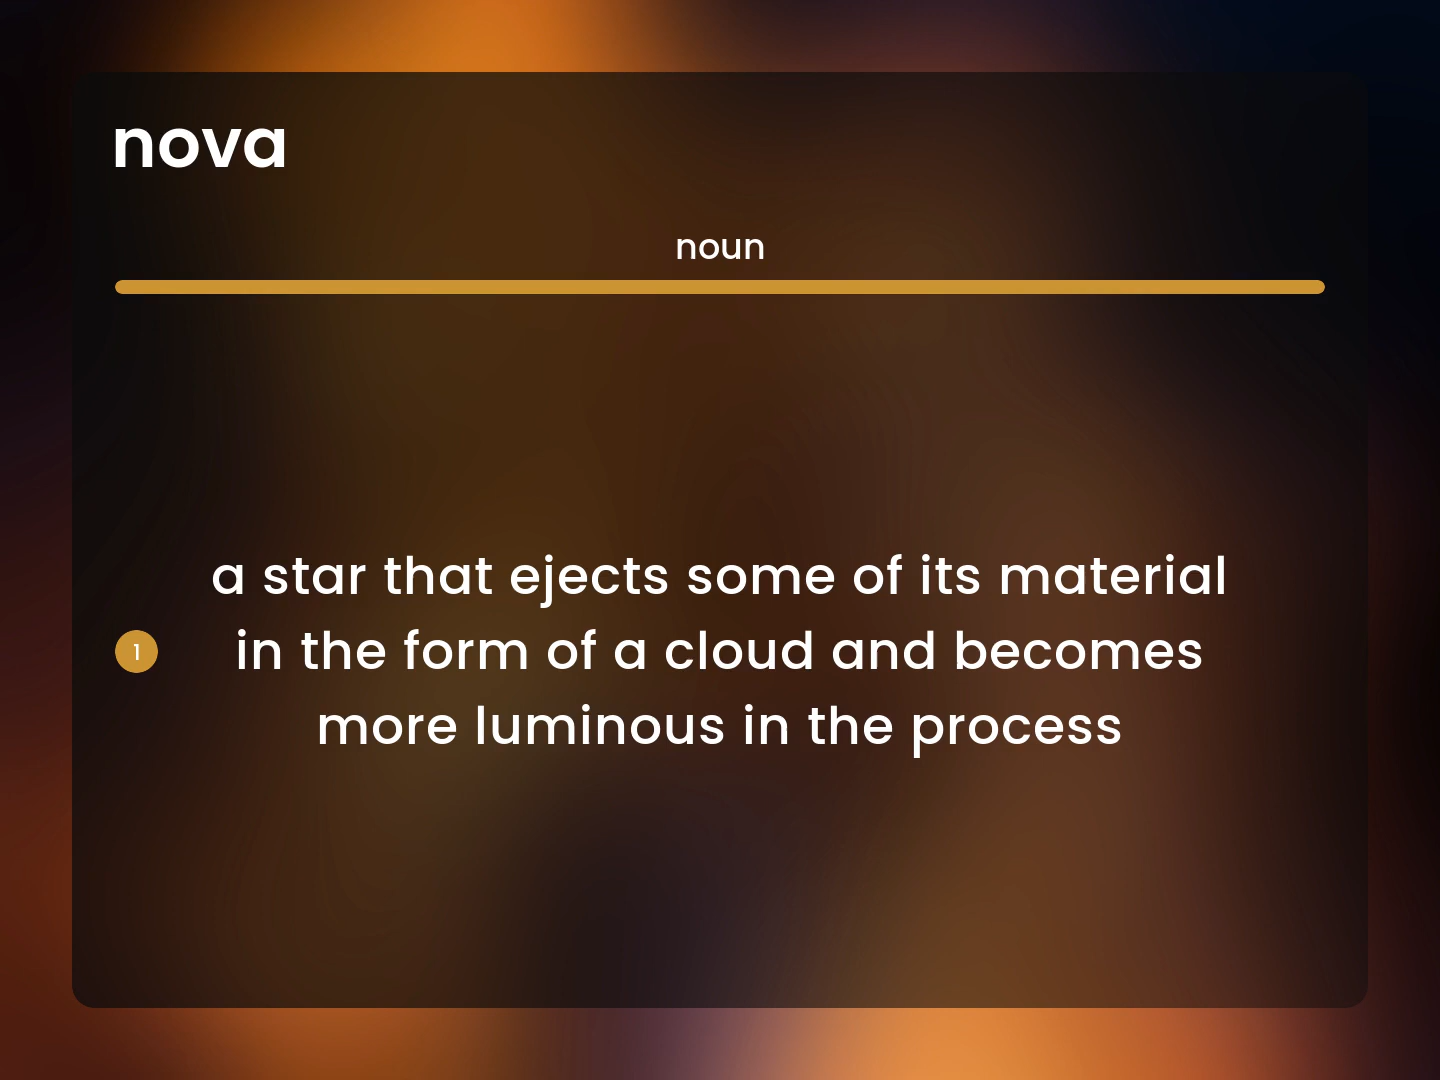 nova
noun
a star that ejects some of its material
1 in the form of a cloud and becomes
more luminous in the process